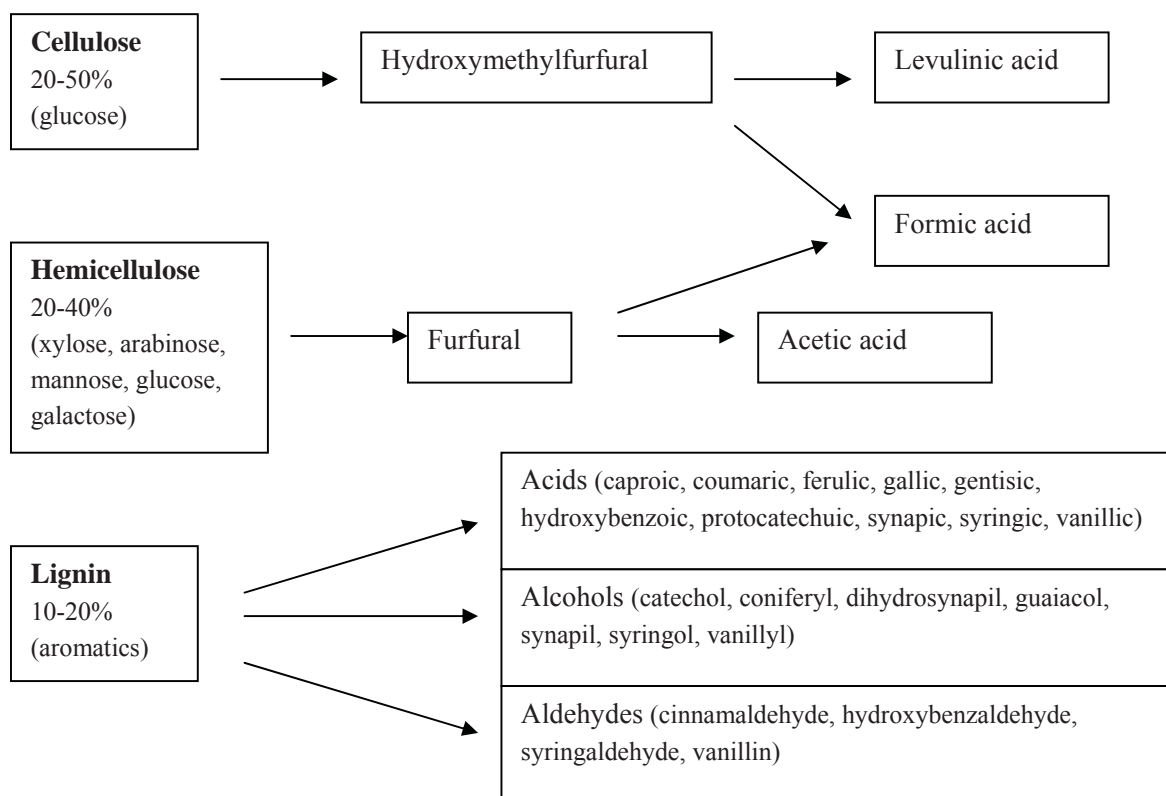 Cellulose
20-50%
(glucose)
Hydroxymethylfurfural
Levulinic acid
Formic acid
Hemicellulose
20-40%
(xylose, arabinose,
mannose, glucose,
galactose)
Furfural
Acetic acid
Lignin
10-20%
(aromatics)
Acids (caproic, coumaric, ferulic, gallic, gentisic,
hydroxybenzoic, protocatechuic, synapic, syringic, vanillic)
Alcohols (catechol, coniferyl, dihydrosynapil, guaiacol,
synapil, syringol, vanillyl)
Aldehydes (cinnamaldehyde, hydroxybenzaldehyde,
syringaldehyde, vanillin)